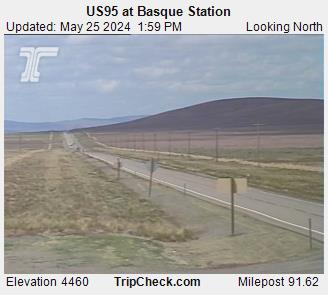 US95 at Basque Station
Updated: May 25 2024 1:59 PM Looking North
Elevation 4460 TripCheck.com Milepost 91.62